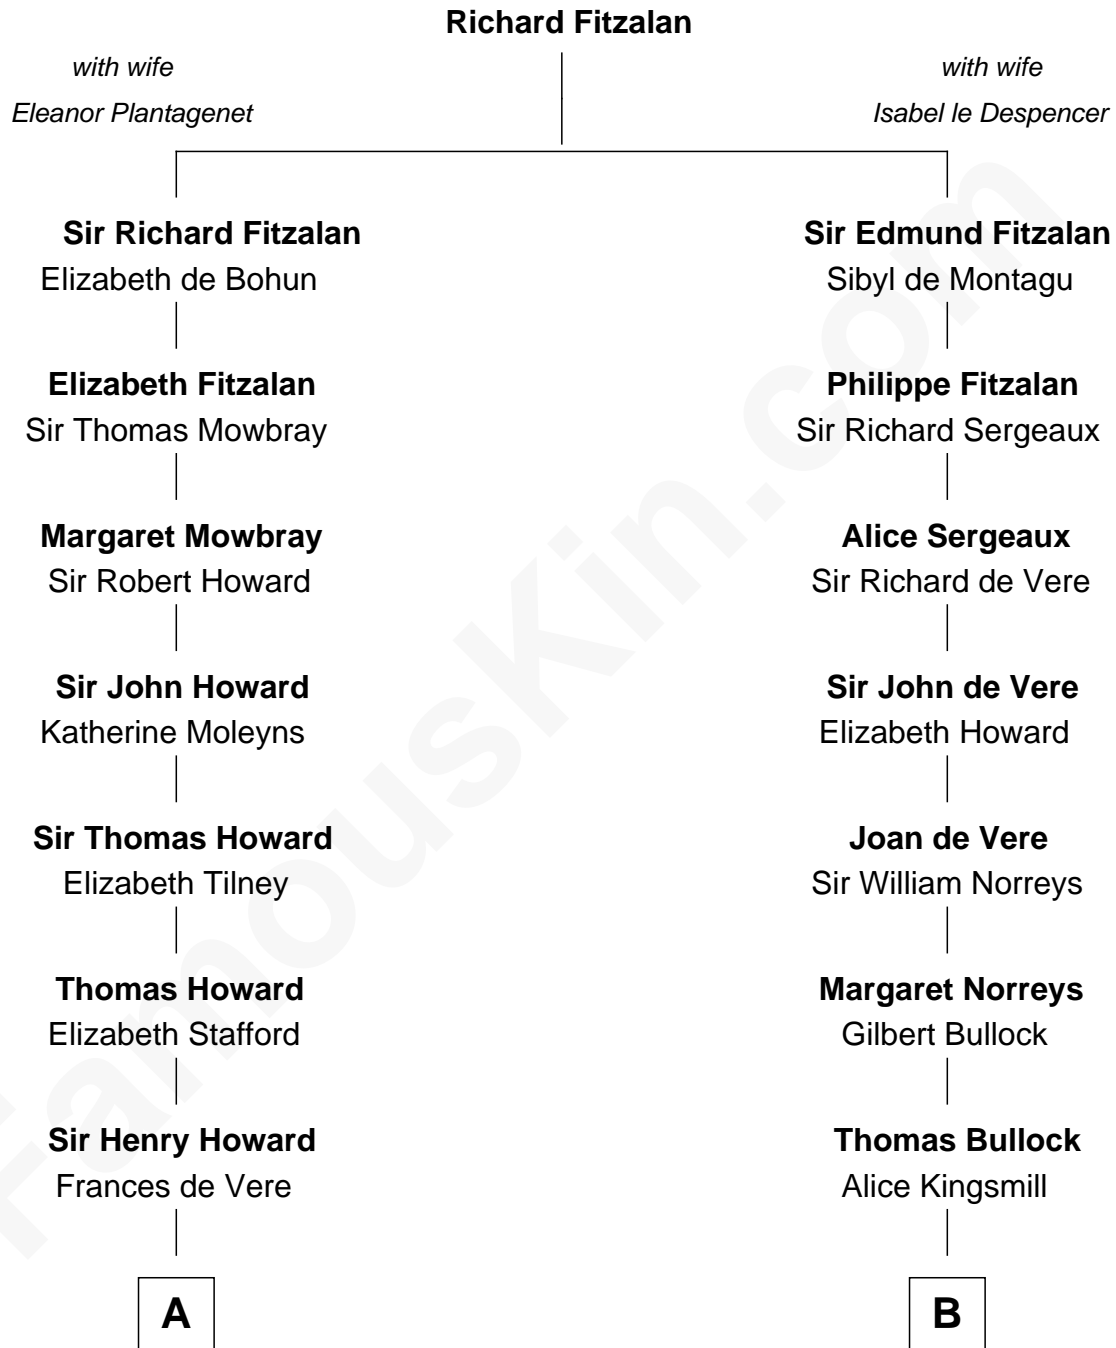 Richard Fitzalan
with wife
Eleanor Plantagenet
with wife
Isabel le Despencer
Sir Richard Fitzalan
Elizabeth de Bohun
Sir Edmund Fitzalan
Sibyl de Montagu
Elizabeth Fitzalan
Sir Thomas Mowbray
Philippe Fitzalan
Sir Richard Sergeaux
Margaret Mowbray
Sir Robert Howard
Alice Sergeaux
Sir Richard de Vere
Sir John Howard
Katherine Moleyns
Sir John de Vere
Elizabeth Howard
Sir Thomas Howard
Elizabeth Tilney
Joan de Vere
Sir William Norreys
Thomas Howard
Elizabeth Stafford
Margaret Norreys
Gilbert Bullock
Sir Henry Howard
Frances de Vere
Thomas Bullock
Alice Kingsmill
A
B
FamousKin.com